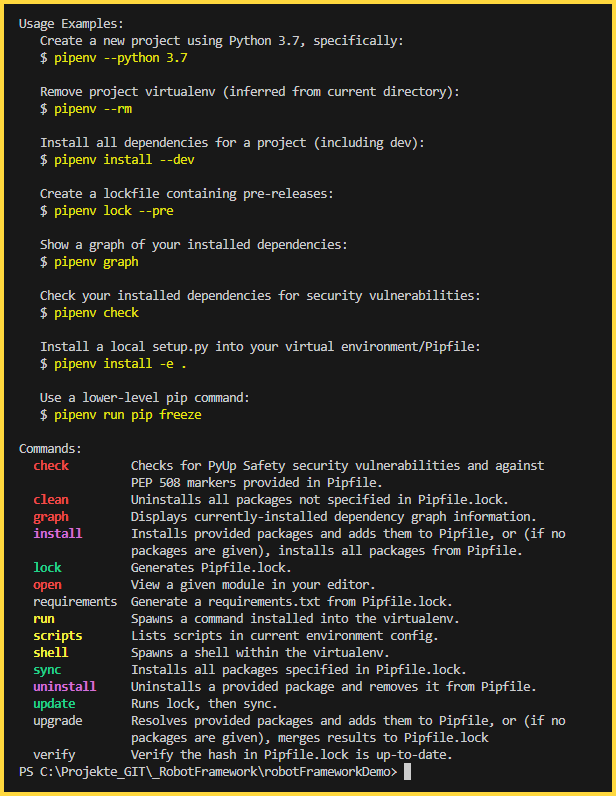 Usage Examples:
Create a new project using Python 3.7, specifically:
$ pipenv --python 3.7
Remove project virtualenv (inferred from current directory):
$ pipenv --rm
Install all dependencies for a project (including dev):
$ pipenv install --dev
Create a lockfile containing pre-releases:
$ pipenv lock --pre
Show a graph of your installed dependencies:
$ pipenv graph
Check your installed dependencies for security vulnerabilities:
$ pipenv check
Install a local setup.py into your virtual environment/Pipfile:
$ pipenv install -e .
Use a lower-level pip command:
$ pipenv run pip freeze
Commands:
check Checks for PyUp Safety security vulnerabilities and against
PEP 508 markers provided in Pipfile.
clean Uninstalls all packages not specified in Pipfile.lock.
graph Displays currently-installed dependency graph information.
install Installs provided packages and adds them to Pipfile, or (if no
packages are given), installs all packages from Pipfile.
lock Generates Pipfile.lock.
open View a given module in your editor.
requirements Generate a requirements.txt from Pipfile.lock.
run Spawns a command installed into the virtualenv.
scripts Lists scripts in current environment config.
shell Spawns a shell within the virtualenv.
sync Installs all packages specified in Pipfile.lock.
uninstall Uninstalls a provided package and removes it from Pipfile.
update Runs lock, then sync.
upgrade Resolves provided packages and adds them to Pipfile, or (if no
packages are given), merges results to Pipfile.lock
verify Verify the hash in Pipfile.lock is up-to-date.
PS C:\Projekte_GIT\_RobotFramework\robotFrameworkDemo>